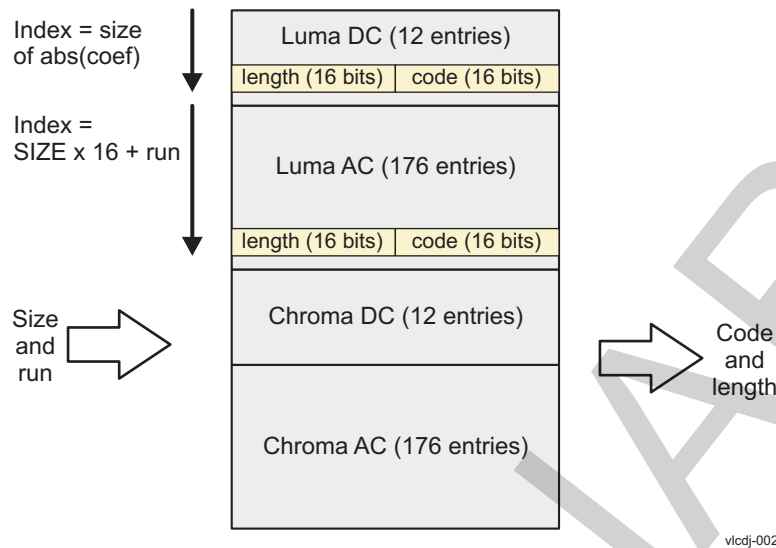 Index = size
of abs(coef)
Luma DC (12 entries)
length (16 bits) code (16 bits)
Index =
SIZE x 16 + run
Luma AC (176 entries)
length (16 bits) code (16 bits)
Size
and
run
Chroma DC (12 entries)
Code
and
length
Chroma AC (176 entries)
vlcdj-002